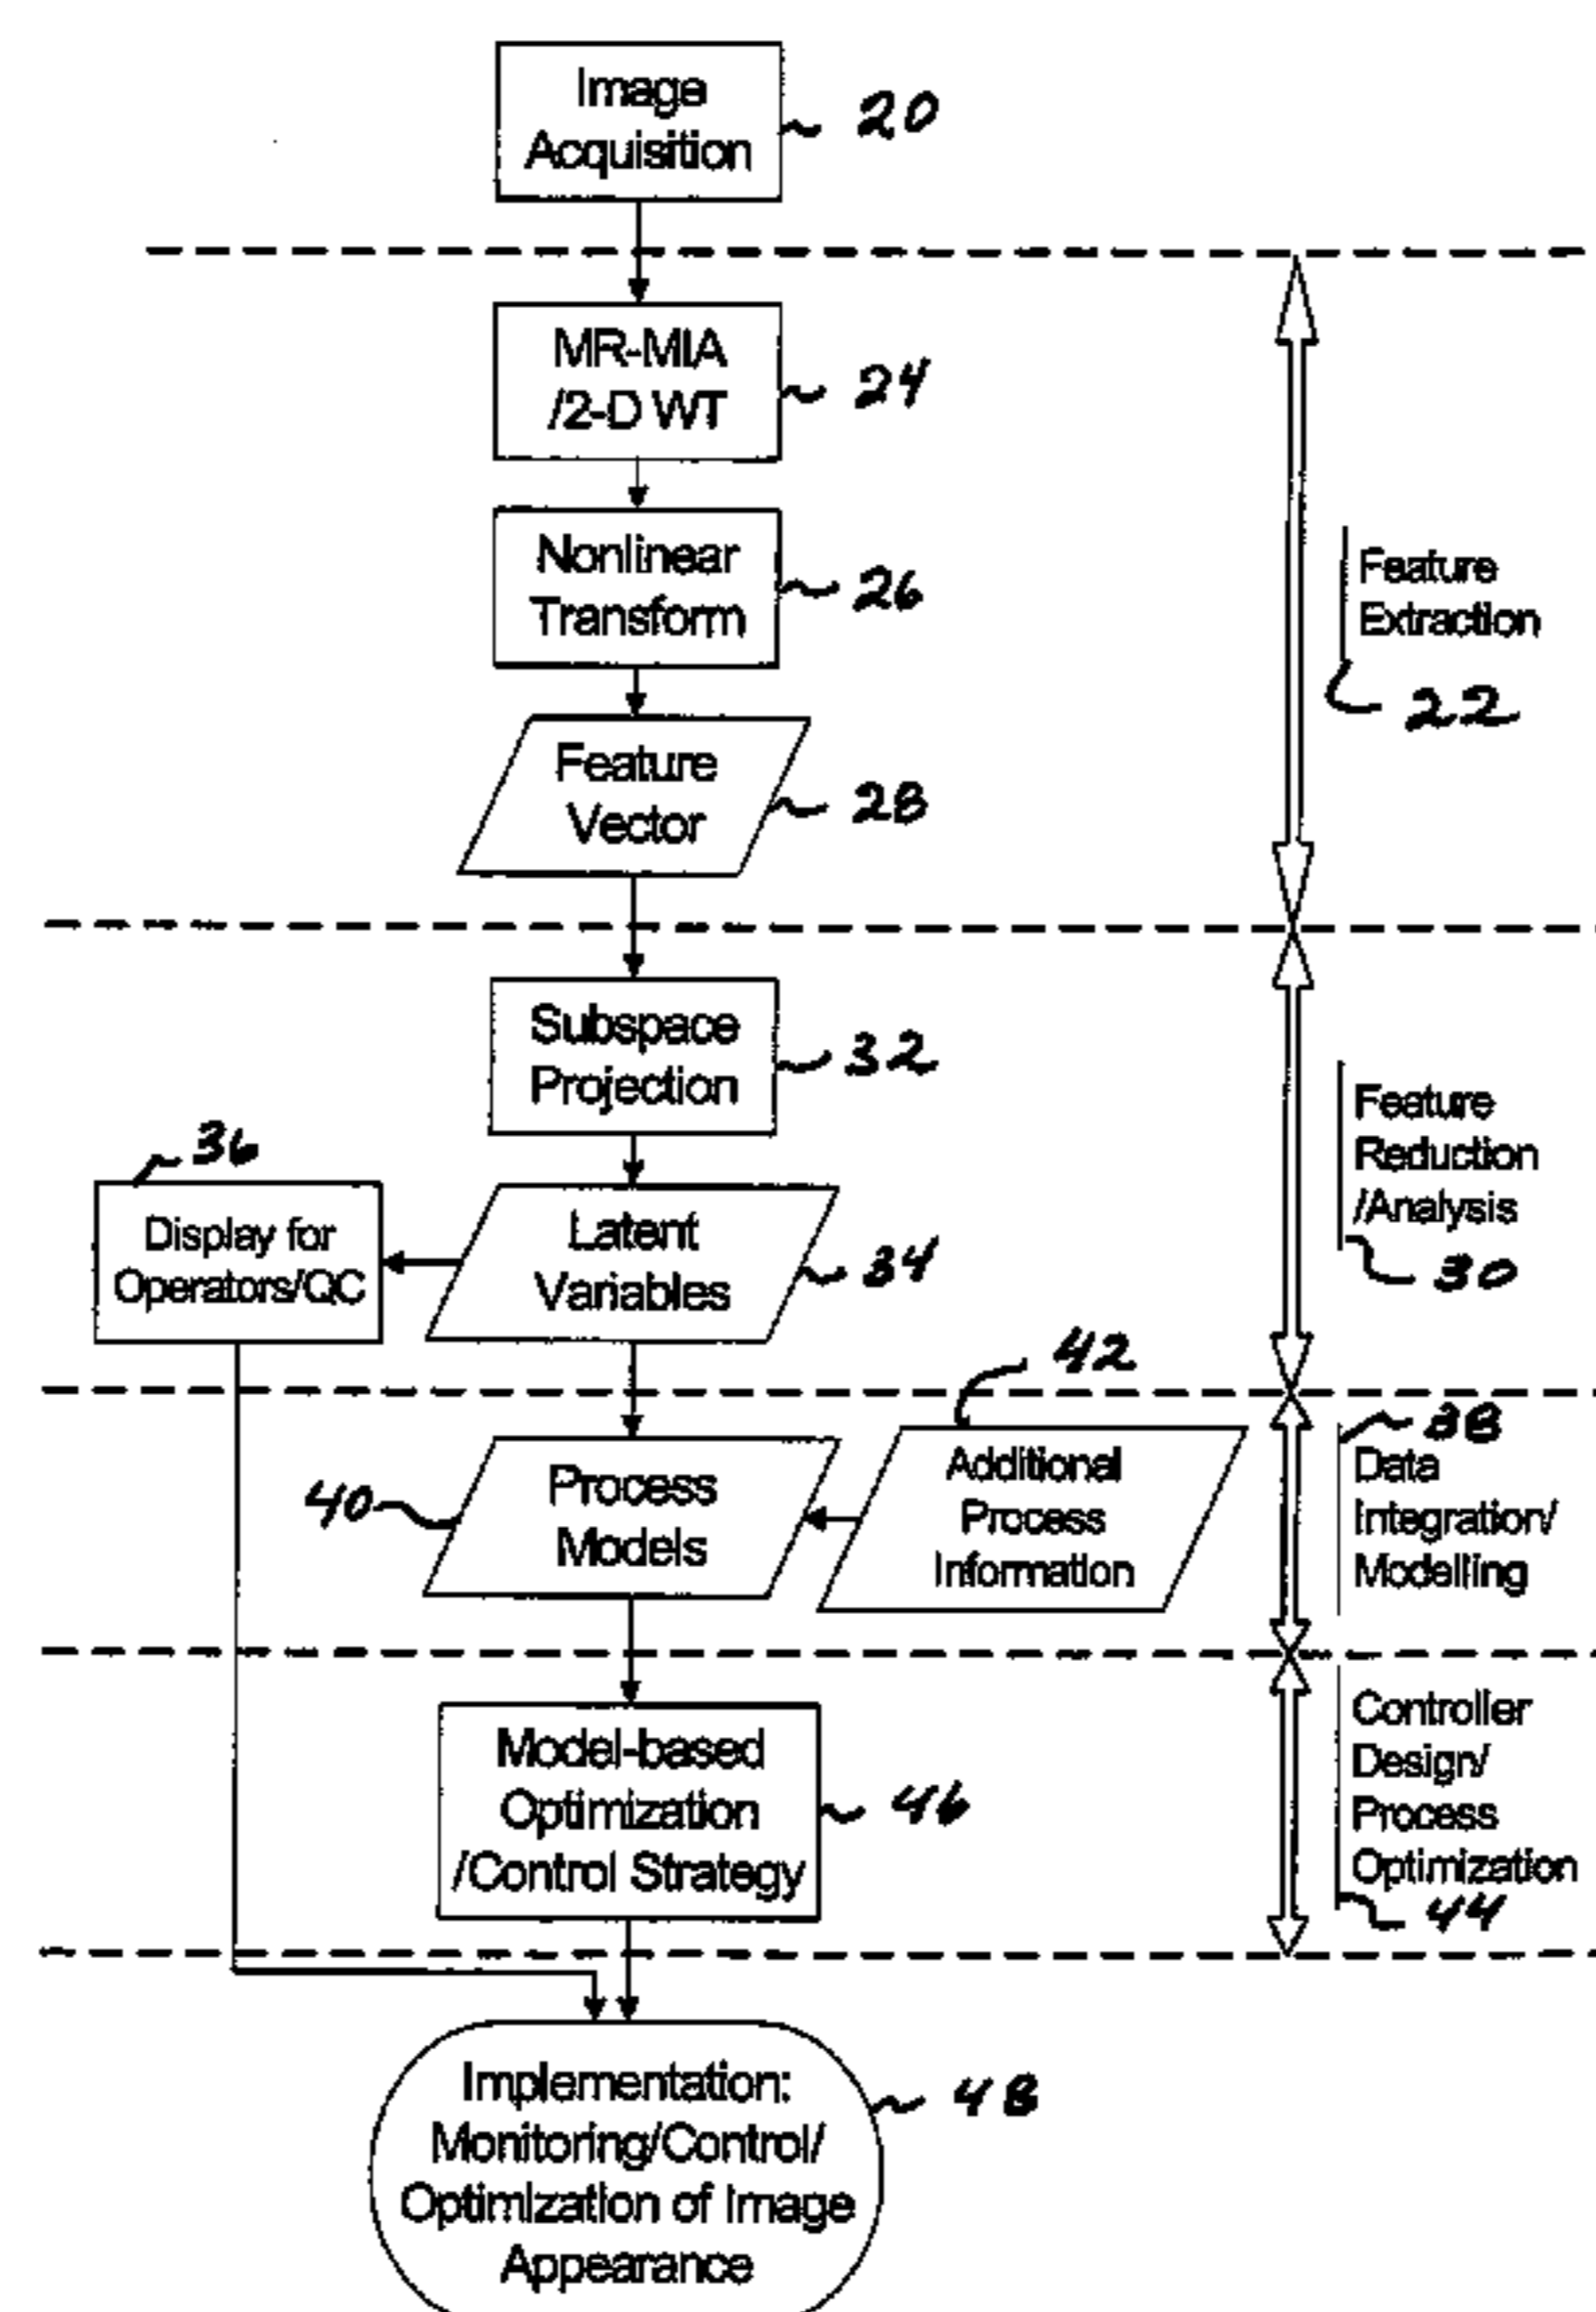 Image
Acquisition
20
MR-MIA
/2-D WT
24
Nonlinear
Transform
26
Feature
Extraction
22
Feature
Vector
28
Subspace
Projection
32
Feature
Reduction
/Analysis
30
36
Display for
Operators/QC
Latent
Variables
34
42
38
Data
Integration/
Modelling
40
Process
Models
Additional
Process
Information
Model-based
Optimization
/Control Strategy
46
Controller
Design/
Process
Optimization
44
Implementation:
Monitoring/Control/
Optimization of Image
Appearance
48